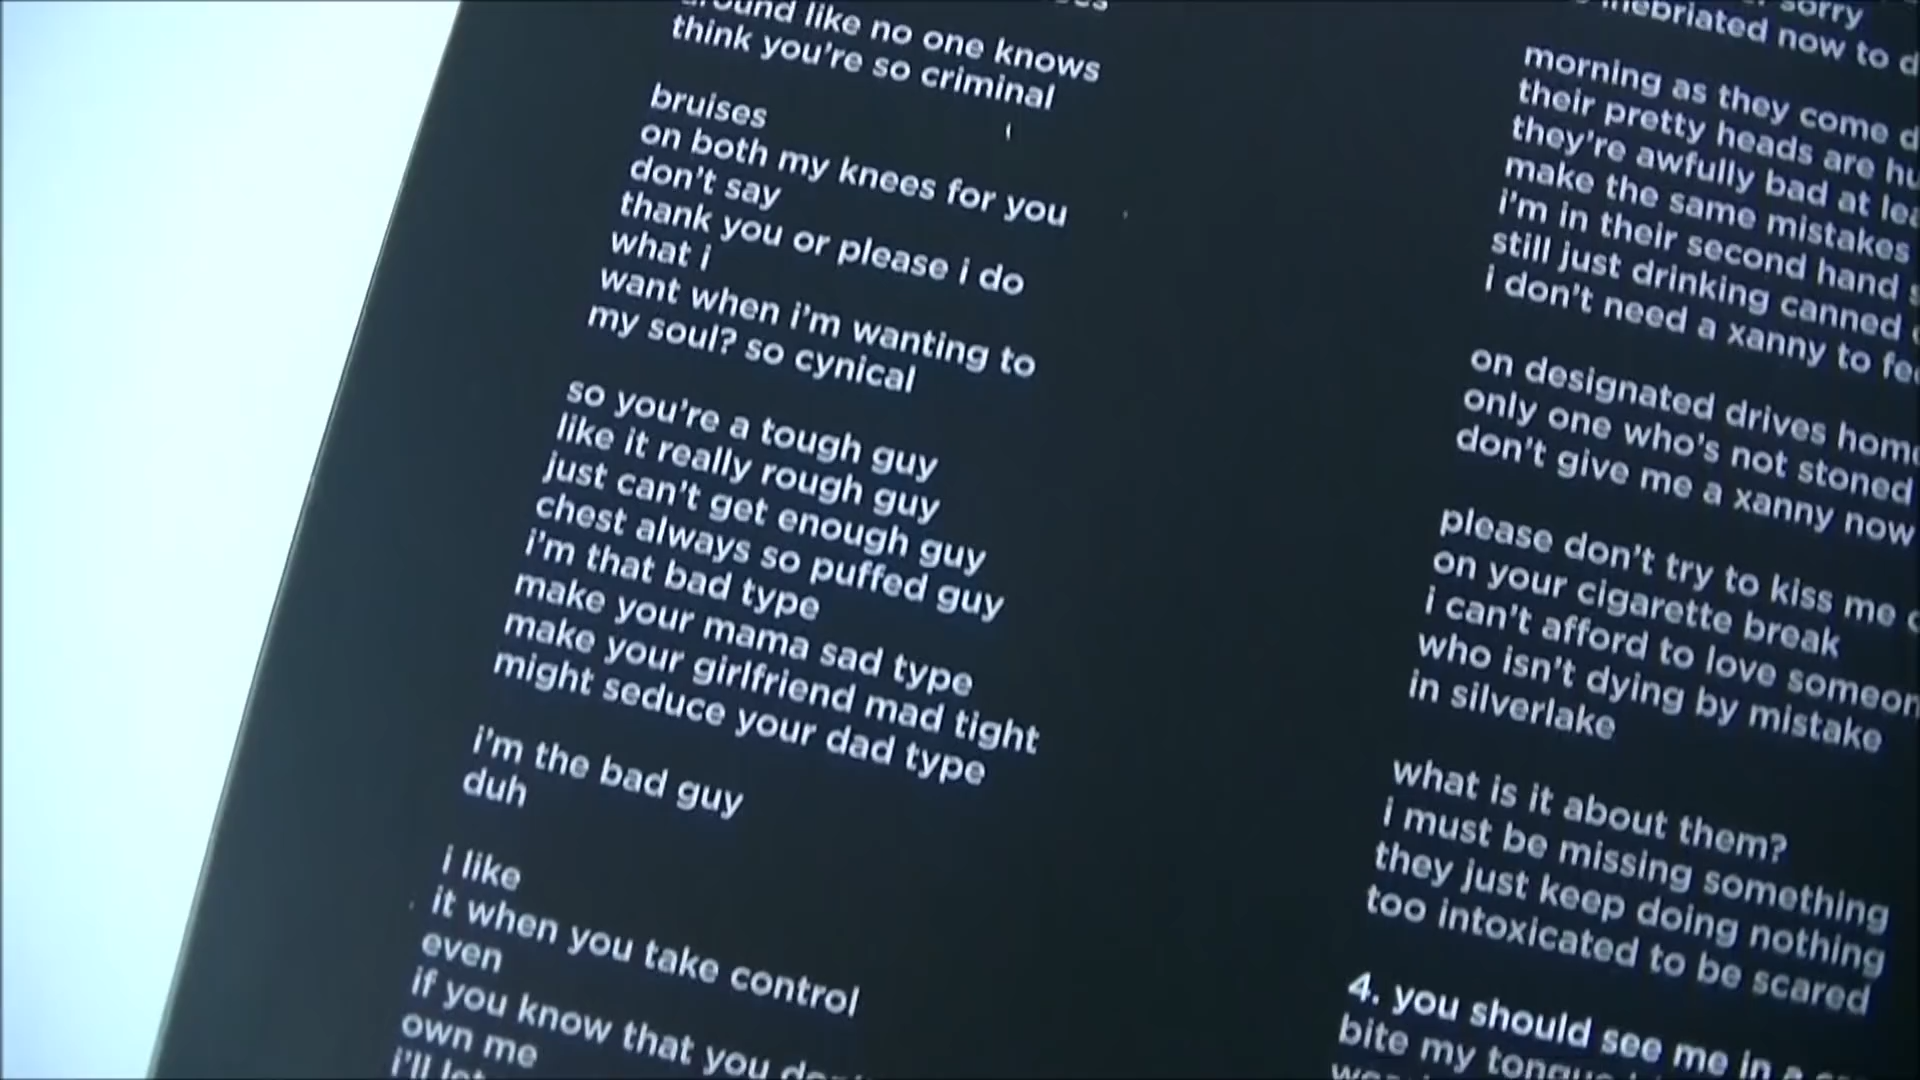 around like no one knows
think you're so criminal
bruises
on both my knees for you
don't say
thank you or please i do
what i
want when i'm wanting to
my soul? so cynical
so you're a tough guy
like it really rough guy
just can't get enough guy
chest always so puffed guy
i'm that bad type
make your mama sad type
make your girlfriend mad tight
might seduce your dad type
i'm the bad guy
duh
i like
it when you take control
even
if you know that you
own me
i'll
sorry
inebriated now to
morning as they come
their pretty heads are
they're awfully bad at
make the same mistakes
i'm in their second hand
still just drinking canned
i don't need a xanny to
on designated drives
only one who's not stoned
don't give me a xanny now
please don't try to kiss me
on your cigarette break
i can't afford to love
who isn't dying by mistake
in silverlake
what is it about them?
i must be missing something
they just keep doing nothing
too intoxicated to be scared
4. you should see me in a
bite my